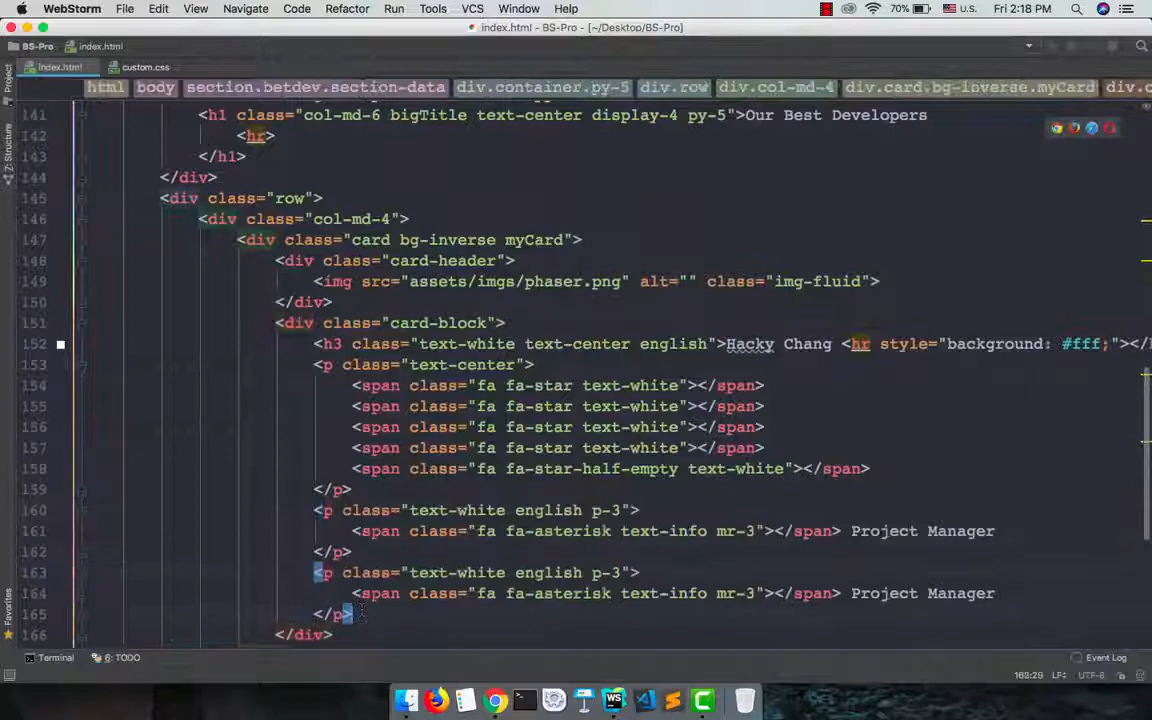 WebStorm File Edit View Navigate Code Refactor Run Tools VCS Window Help 70% U.S. Fri 2:18 PM
index.html - BS-Pro - [~/Desktop/BS-Pro]
BS-Pro index.html
index.html custom.css
html body section.betdev.section-data div.container.py-5 div.row div.col-md-4 div.card.bg-inverse.myCard div.c
141 <h1 class="col-md-6 bigTitle text-center display-4 py-5">Our Best Developers
142 <hr>
143 </h1>
144 </div>
145 <div class="row">
146 <div class="col-md-4">
147 <div class="card bg-inverse myCard">
148 <div class="card-header">
149 <img src="assets/imgs/phaser.png" alt="" class="img-fluid">
150 </div>
151 <div class="card-block">
152 <h3 class="text-white text-center english">Hacky Chang <hr style="background: #fff;"></h
153 <p class="text-center">
154 <span class="fa fa-star text-white"></span>
155 <span class="fa fa-star text-white"></span>
156 <span class="fa fa-star text-white"></span>
157 <span class="fa fa-star text-white"></span>
158 <span class="fa fa-star-half-empty text-white"></span>
159 </p>
160 <p class="text-white english p-3">
161 <span class="fa fa-asterisk text-info mr-3"></span> Project Manager
162 </p>
163 <p class="text-white english p-3">
164 <span class="fa fa-asterisk text-info mr-3"></span> Project Manager
165 </p>
166 </div>
Project
Z: Structure
Favorites
Terminal 6: TODO Event Log
163:29 LF÷ UTF-8